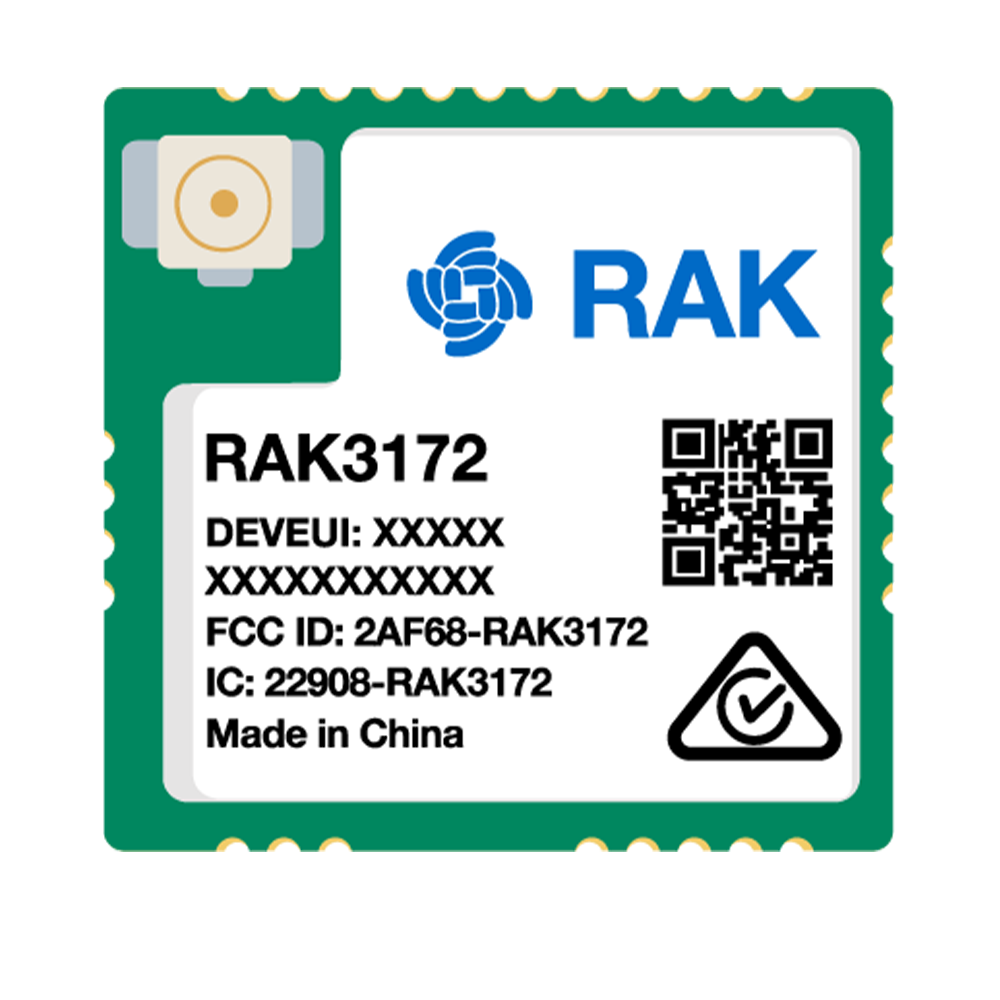 RAK
RAK3172
DEVEUI: XXXXX
XXXXXXXXXXX
FCC ID: 2AF68-RAK3172
IC: 22908-RAK3172
Made in China